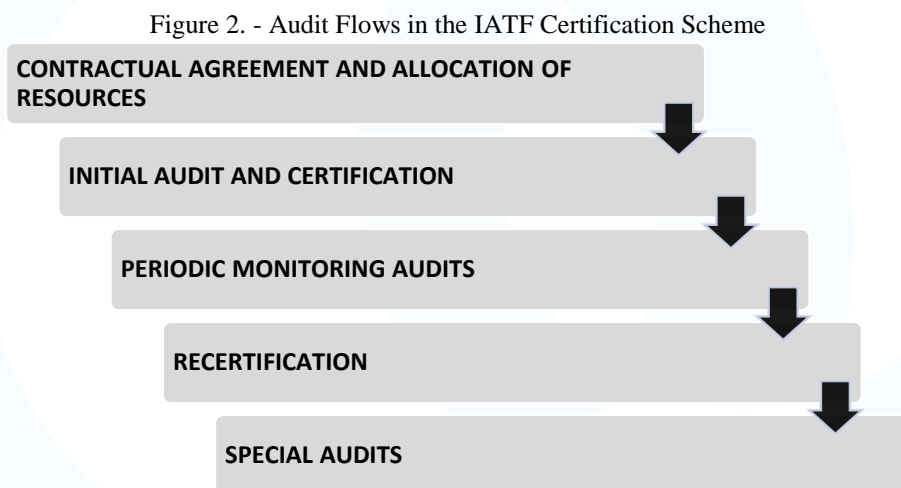 Figure 2. - Audit Flows in the IATF Certification Scheme
CONTRACTUAL AGREEMENT AND ALLOCATION OF
RESOURCES
INITIAL AUDIT AND CERTIFICATION
PERIODIC MONITORING AUDITS
RECERTIFICATION
SPECIAL AUDITS